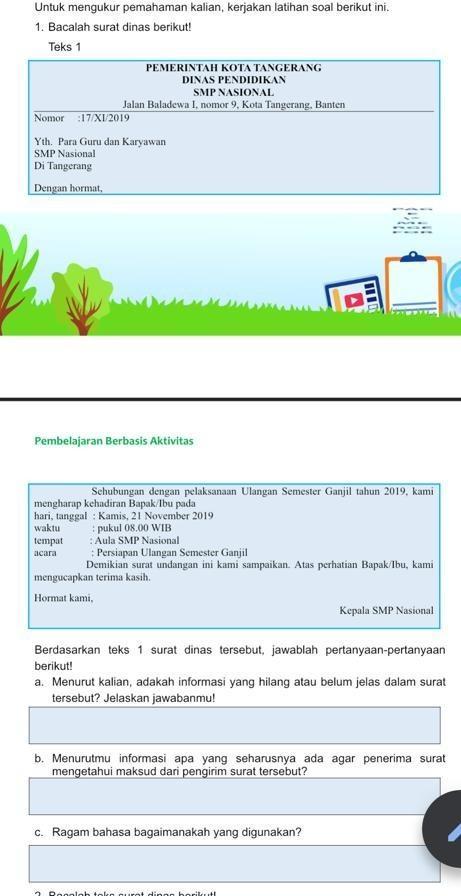 Untuk mengukur pemahaman kalian, kerjakan latihan soal berikut ini.
1. Bacalah surat dinas berikut!
Teks 1
PEMERINTAH KOTA TANGERANG
DINAS PENDIDIKAN
SMP NASIONAL
Jalan Baladewa I, nomor 9, Kota Tangerang, Banten
Nomor :17/XI/2019
Yth. Para Guru dan Karyawan
SMP Nasional
Di Tangerang
Dengan hormat,
Pembelajaran Berbasis Aktivitas
Sehubungan dengan pelaksanaan Ulangan Semester Ganjil tahun 2019, kami
mengharap kehadiran Bapak/Ibu pada
hari, tanggal : Kamis, 21 November 2019
waktu : pukul 08.00 WIB
tempat : Aula SMP Nasional
acara : Persiapan Ulangan Semester Ganjil
Demikian surat undangan ini kami sampaikan. Atas perhatian Bapak/Ibu, kami
mengucapkan terima kasih.
Hormat kami,
Kepala SMP Nasional
Berdasarkan teks 1 surat dinas tersebut, jawablah pertanyaan-pertanyaan
berikut!
a. Menurut kalian, adakah informasi yang hilang atau belum jelas dalam surat
tersebut? Jelaskan jawabanmu!
b. Menurutmu informasi apa yang seharusnya ada agar penerima surat
mengetahui maksud dari pengirim surat tersebut?
c. Ragam bahasa bagaimanakah yang digunakan?
2. Bacalah teks surat dinas berikut!